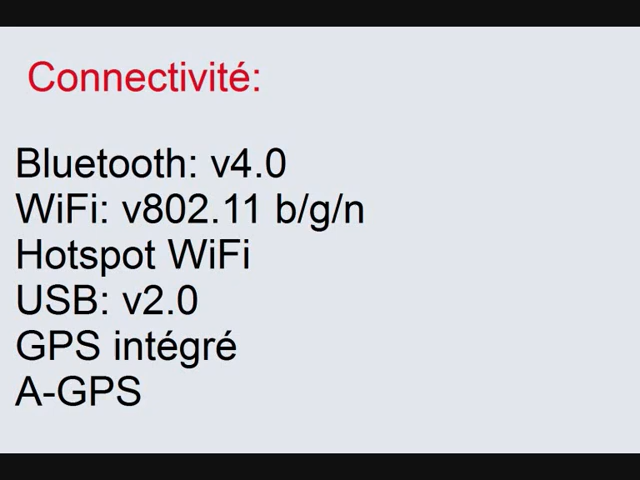 Connectivité:
Bluetooth: v4.0
WiFi: v802.11 b/g/n
Hotspot WiFi
USB: v2.0
GPS intégré
A-GPS